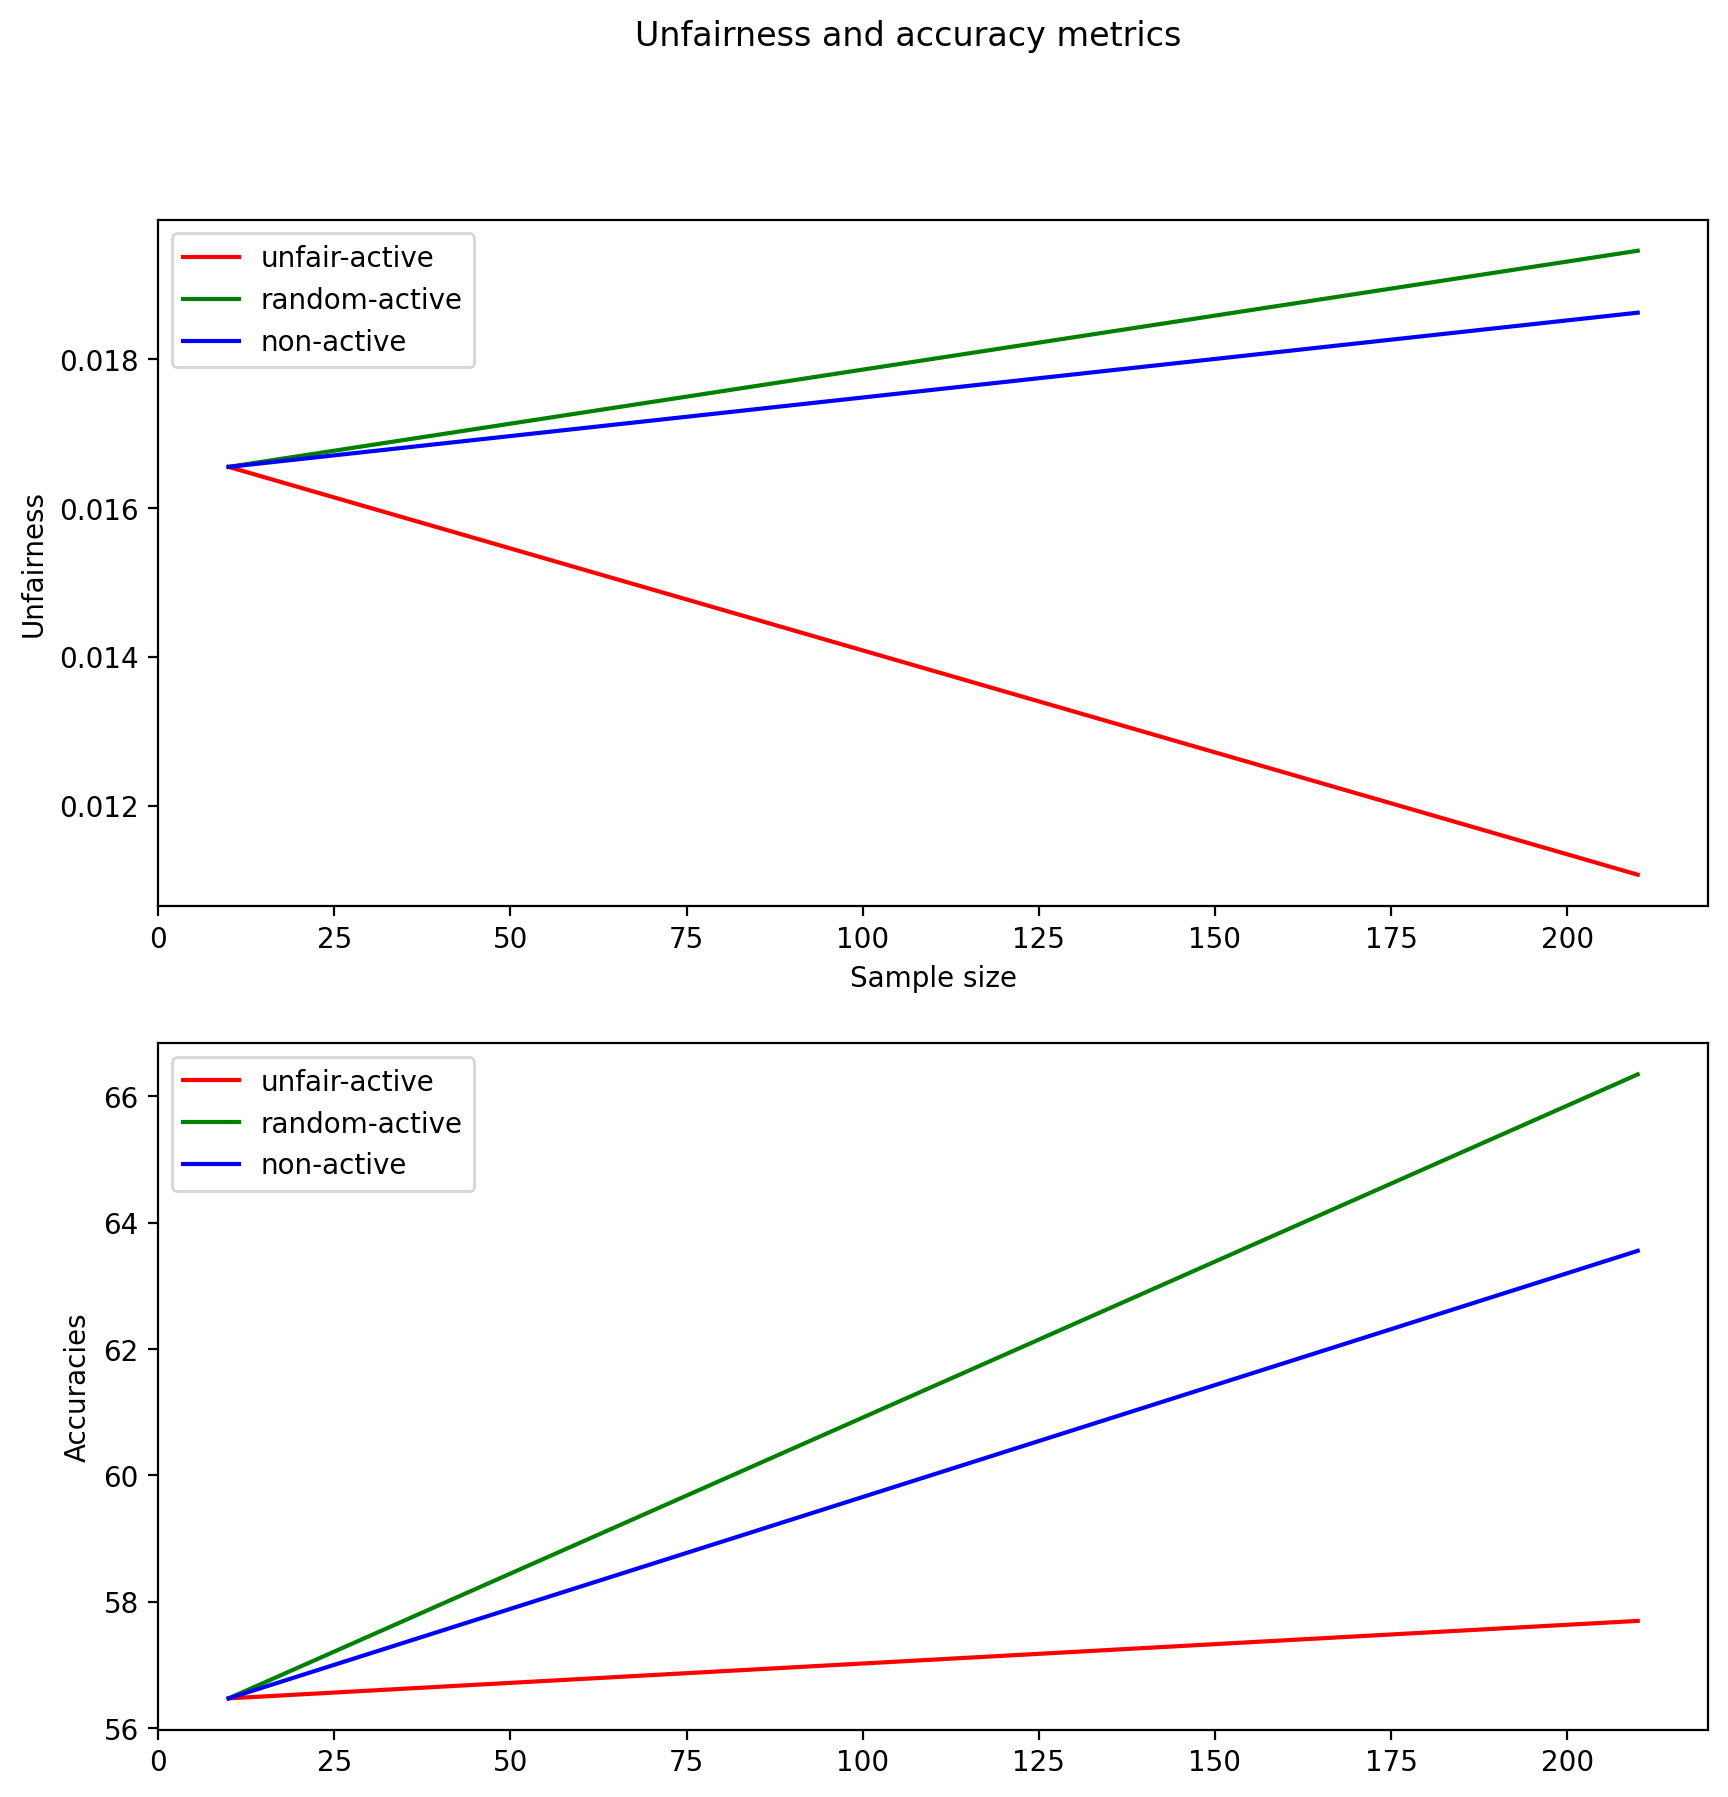 Unfairness and accuracy metrics
unfair-active
random-active
non-active
0.018
0.016
0.014
0.012
Unfairness
0 25 50 75 100 125 150 175 200
Sample size
unfair-active
random-active
non-active
66
64
62
60
58
56
Accuracies
0 25 50 75 100 125 150 175 200